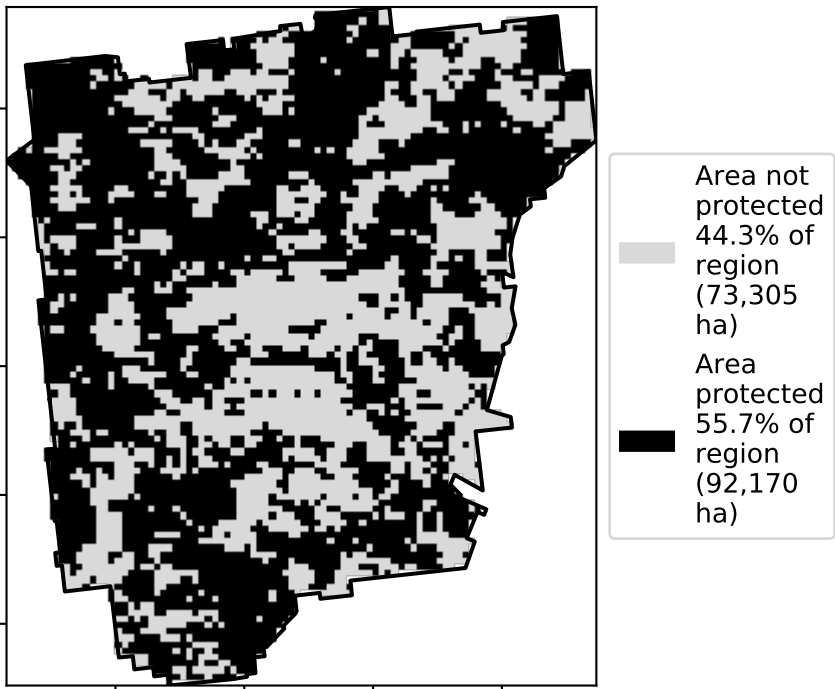 Area not
protected
44.3% of
region
(73,305
ha)
Area
protected
55.7% of
region
(92,170
ha)